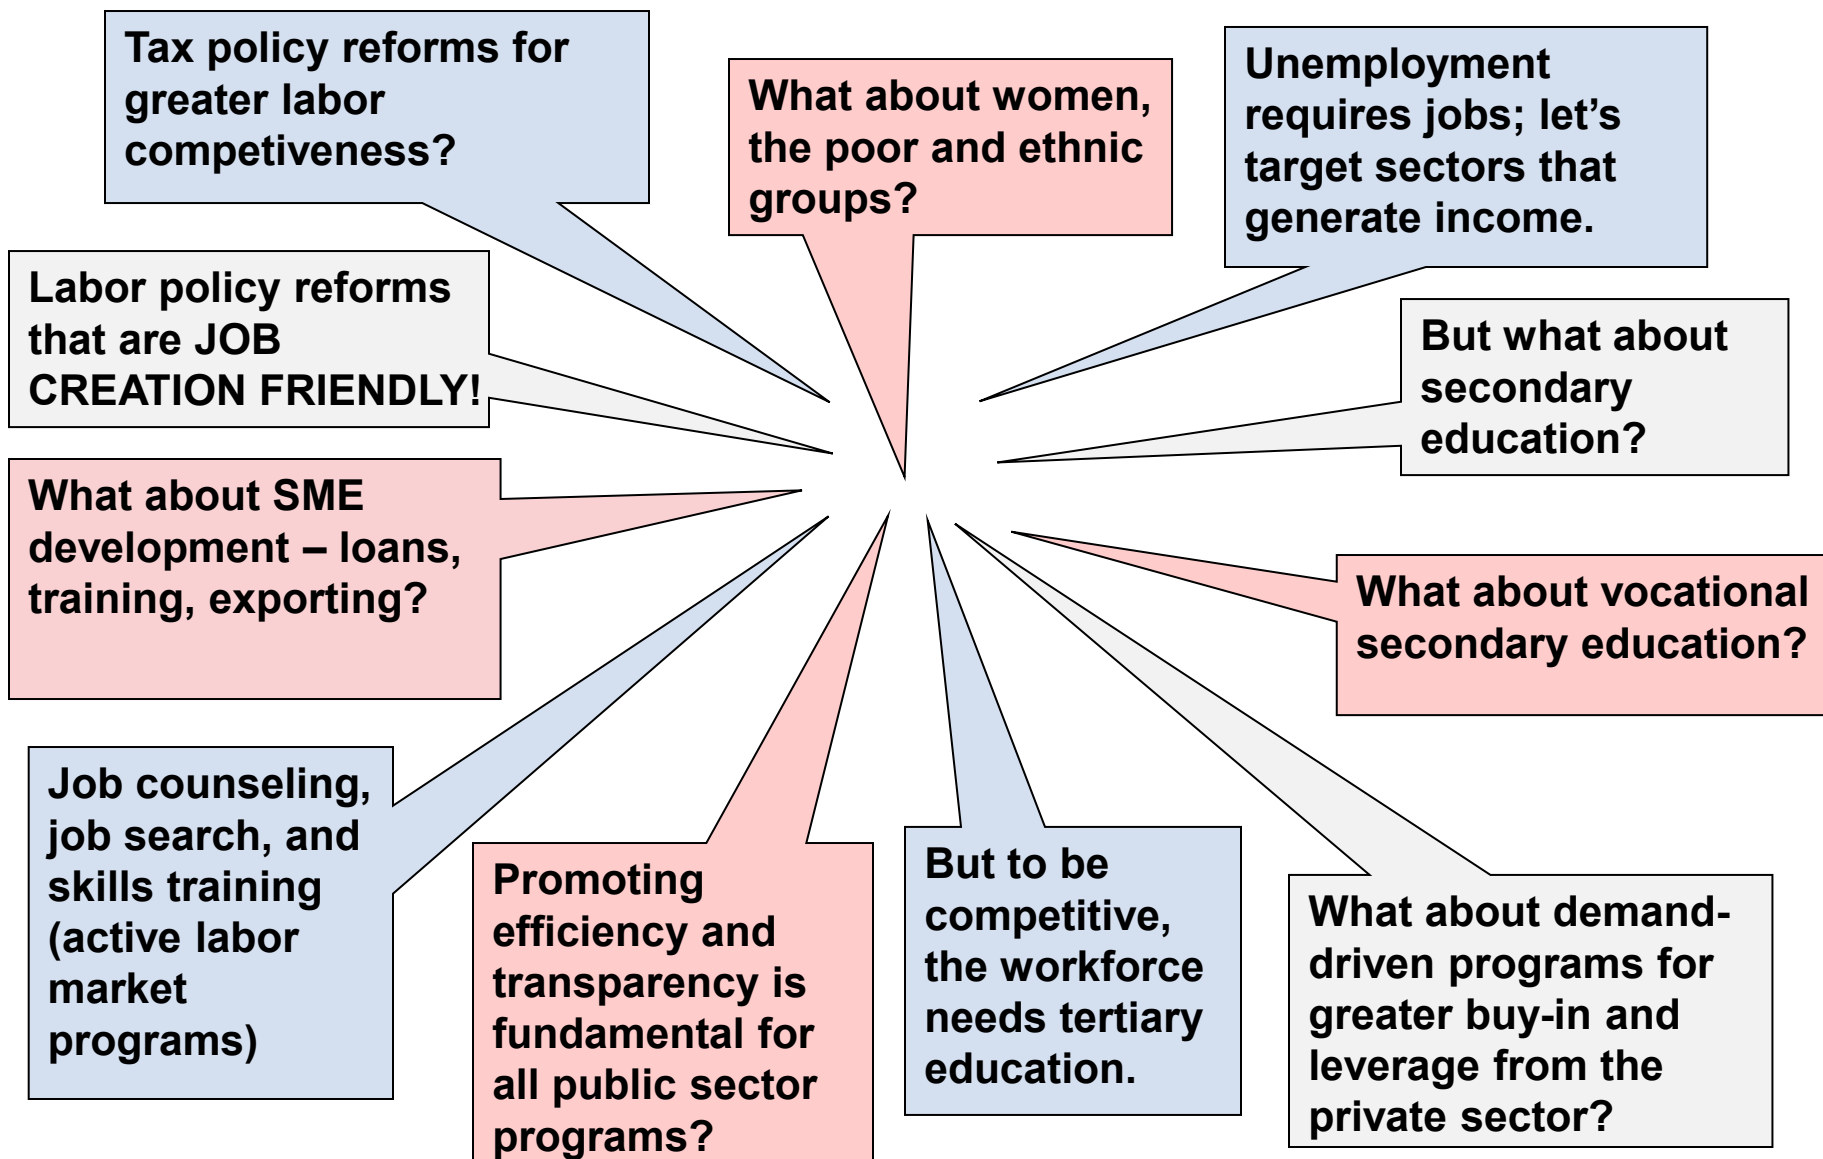 Tax policy reforms for
greater labor
competiveness?
What about women,
the poor and ethnic
groups?
Unemployment
requires jobs; let's
target sectors that
generate income.
Labor policy reforms
that are JOB
CREATION FRIENDLY!
But what about
secondary
education?
What about SME
development – loans,
training, exporting?
What about vocational
secondary education?
Job counseling,
job search, and
skills training
(active labor
market
programs)
Promoting
efficiency and
transparency is
fundamental for
all public sector
programs?
But to be
competitive,
the workforce
needs tertiary
education.
What about demand-
driven programs for
greater buy-in and
leverage from the
private sector?